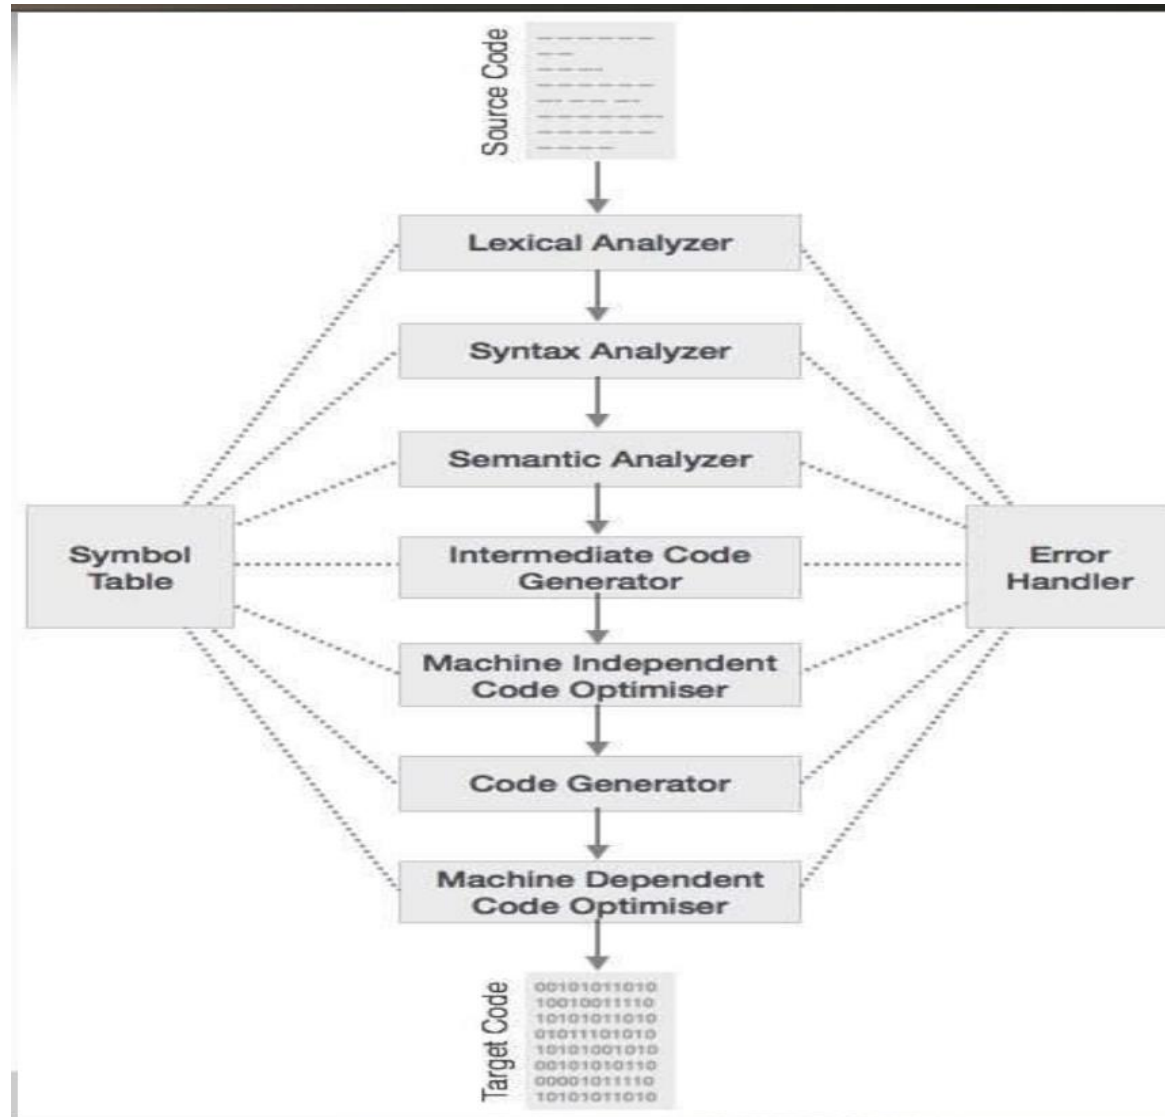 Source Code
Lexical Analyzer
Syntax Analyzer
Semantic Analyzer
Symbol
Table
Intermediate Code
Generator
Error
Handler
Machine Independent
Code Optimiser
Code Generator
Machine Dependent
Code Optimiser
Target Code
00101011010
10010011110
10101011010
01011101010
10101001010
00101010110
00001011110
10101011010